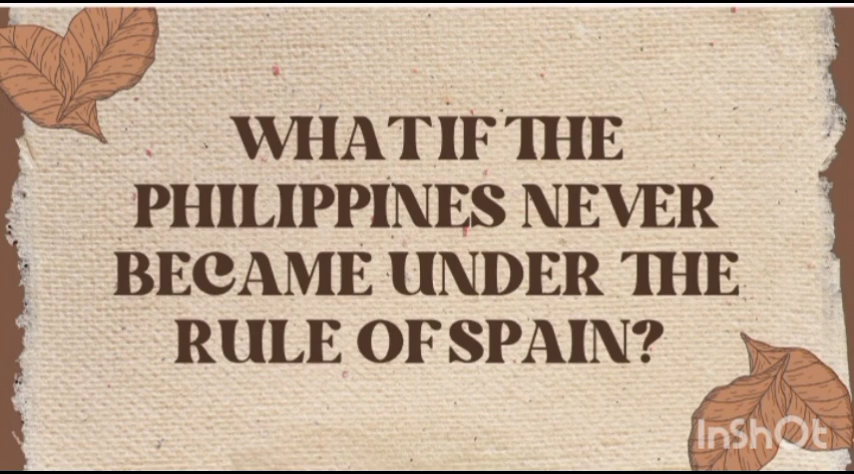 WHAT IF THE
PHILIPPINES NEVER
BECAME UNDER THE
RULE OF SPAIN?
InShOt